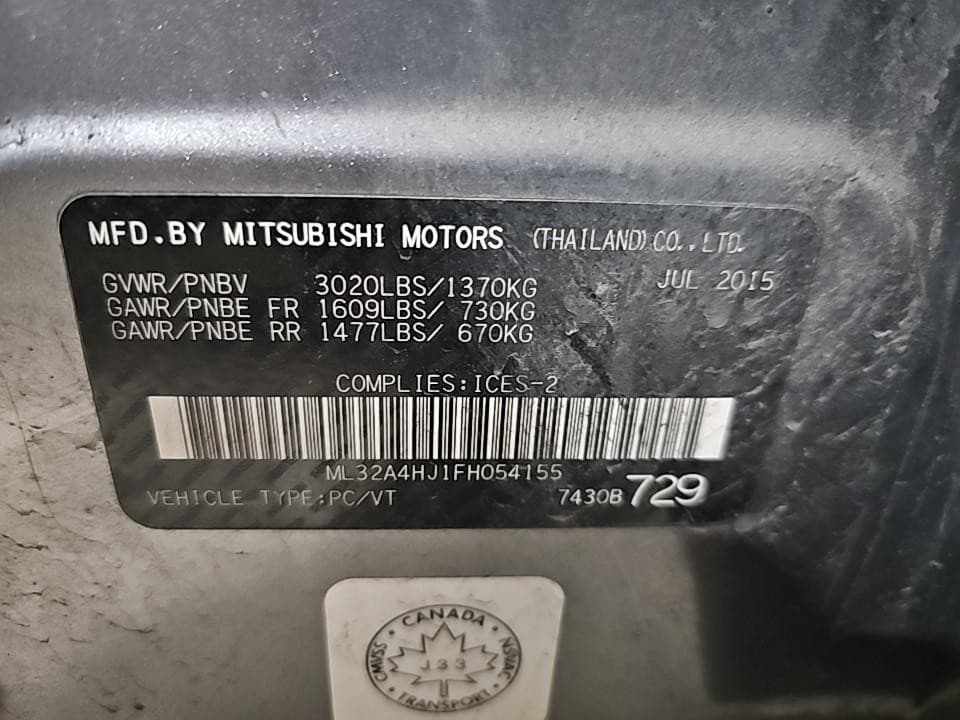 MFD.BY MITSUBISHI MOTORS (THAILAND)CO.,LTD.
JUL 2015
GVWR/PNBV 3020LBS/1370KG
GAWR/PNBE FR 1609LBS/ 730KG
GAWR/PNBE RR 1477LBS/ 670KG
COMPLIES:ICES-2
ML32A4HJ1FH054155
VEHICLE TYPE:PC/VT 7430B 729
CANADA
CMVSS 133 NSVAC
TRANSPORT